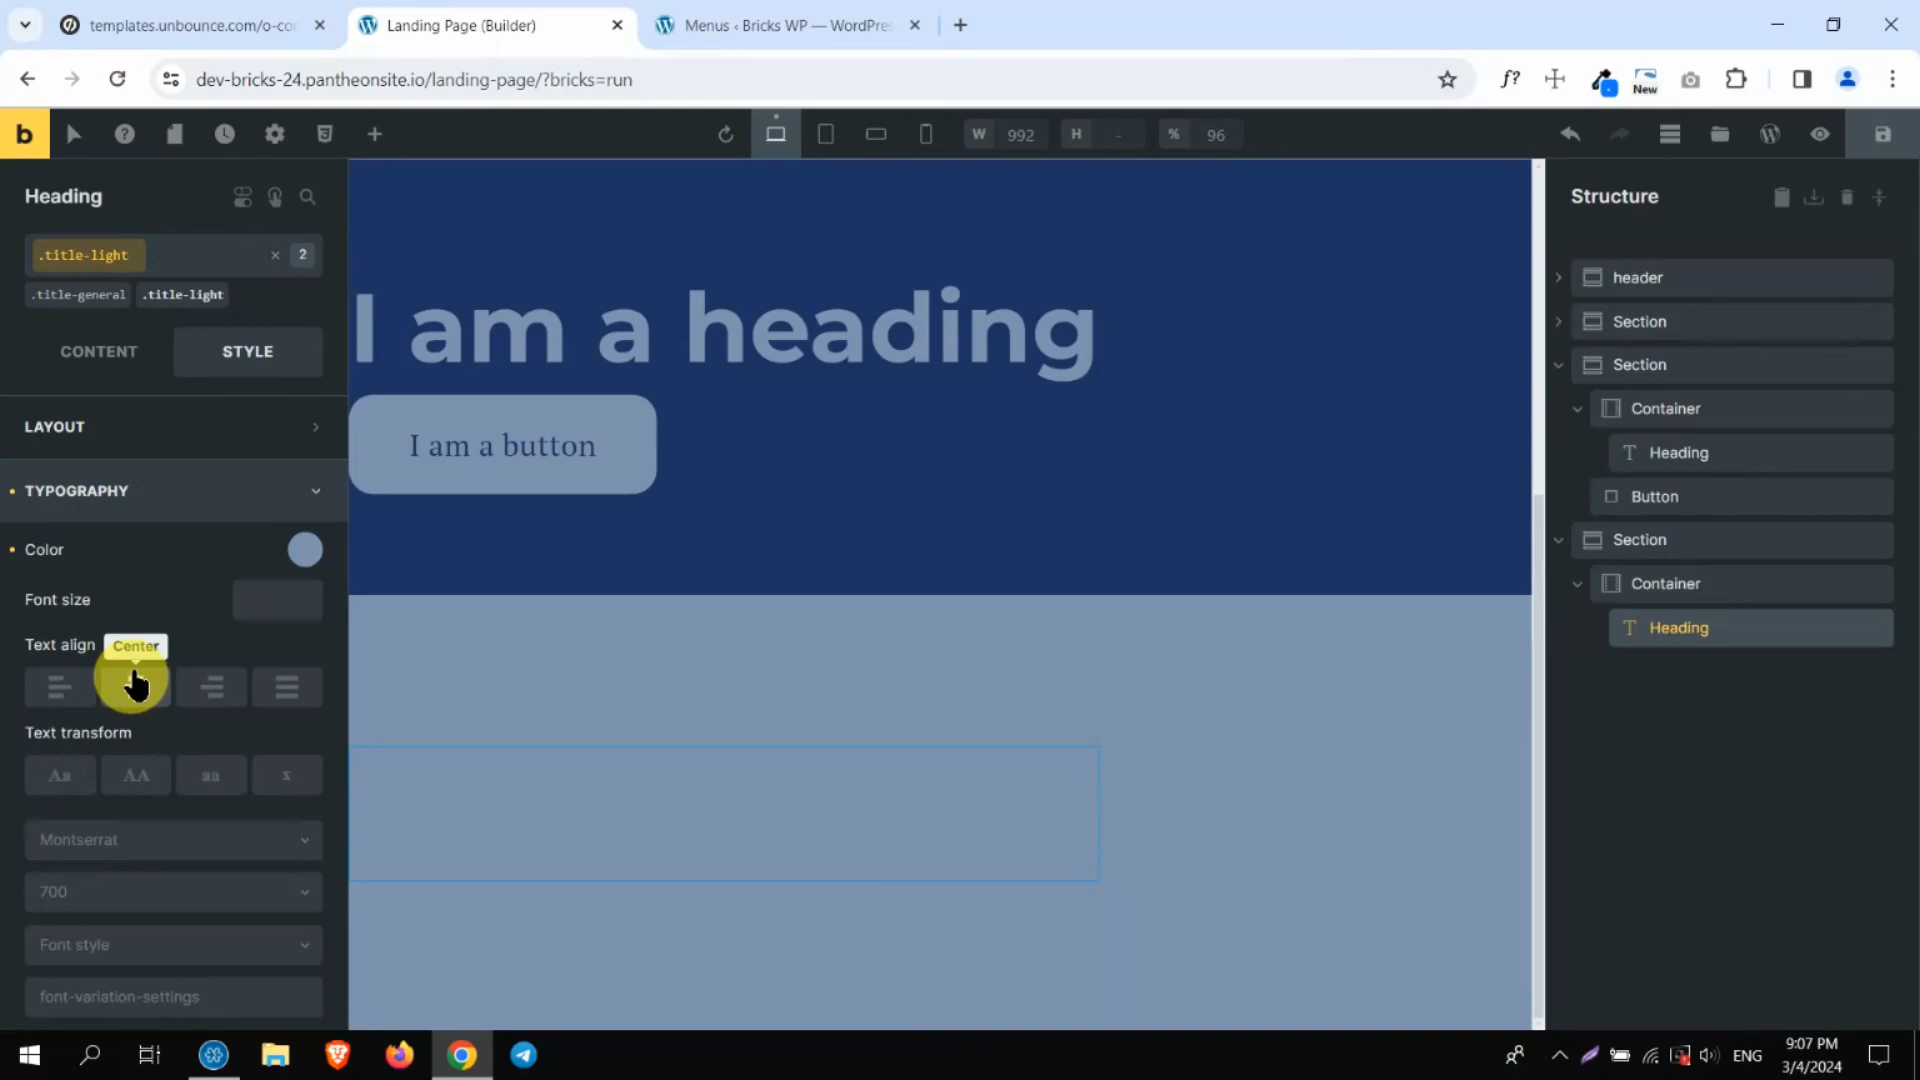 templates.unbounce.com/o-co
Landing Page (Builder)
Menus ‹ Bricks WP — WordPres
dev-bricks-24.pantheonsite.io/landing-page/?bricks=run
f?
New
b
W 992
H -
% 96
Heading
.title-light
2
.title-general
.title-light
CONTENT
STYLE
LAYOUT
TYPOGRAPHY
Color
Font size
Text align
Center
Text transform
Aa
AA
aa
x
Montserrat
700
Font style
font-variation-settings
I am a heading
I am a button
Structure
header
Section
Section
Container
T Heading
Button
Section
Container
T Heading
ENG
9:07 PM
3/4/2024